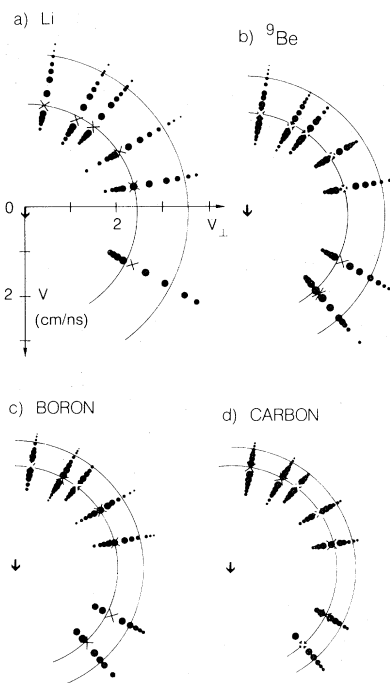 a) Li
b) ⁹Be
0
2
V⊥
2
V
(cm/ns)
c) BORON
d) CARBON